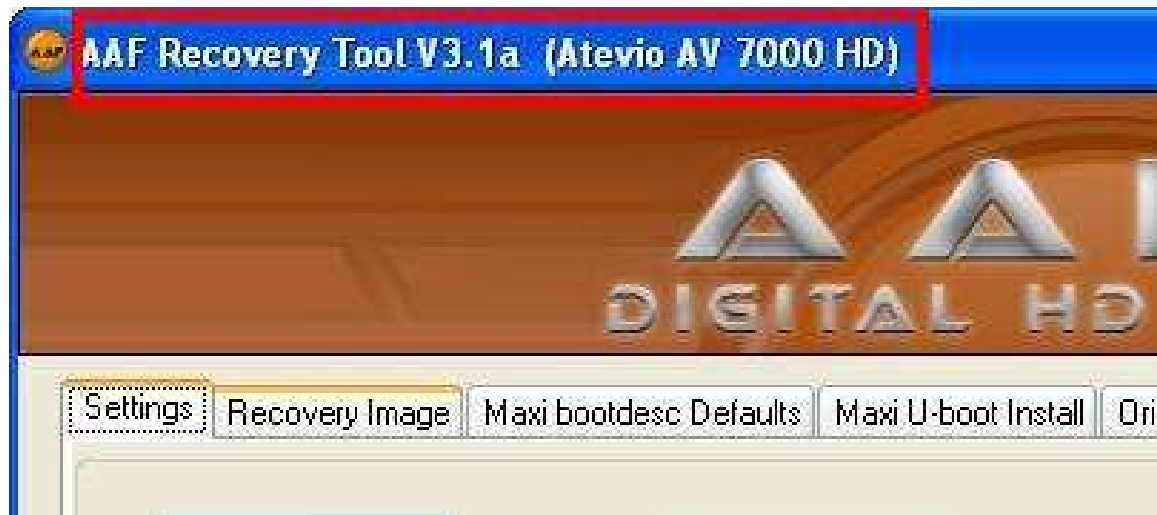 AAF Recovery Tool V3.1a (Atevio AV 7000 HD)
AA
DIGITAL HD
Settings Recovery Image Maxi bootdesc Defaults Maxi U-boot Install Ori